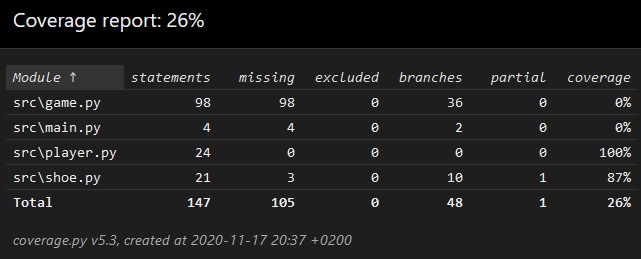 Coverage report: 26%
Module ↑ statements missing excluded branches partial coverage
src\game.py 98 98 0 36 0 0%
src\main.py 4 4 0 2 0 0%
src\player.py 24 0 0 0 0 100%
src\shoe.py 21 3 0 10 1 87%
Total 147 105 0 48 1 26%
coverage.py v5.3, created at 2020-11-17 20:37 +0200